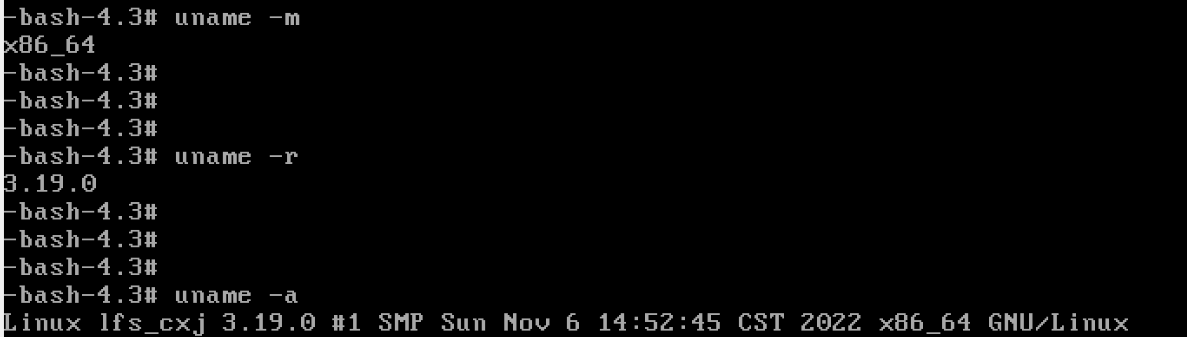 -bash-4.3# uname -m
x86_64
-bash-4.3#
-bash-4.3#
-bash-4.3#
-bash-4.3# uname -r
3.19.0
-bash-4.3#
-bash-4.3#
-bash-4.3#
-bash-4.3# uname -a
Linux lfs_cxj 3.19.0 #1 SMP Sun Nov 6 14:52:45 CST 2022 x86_64 GNU/Linux